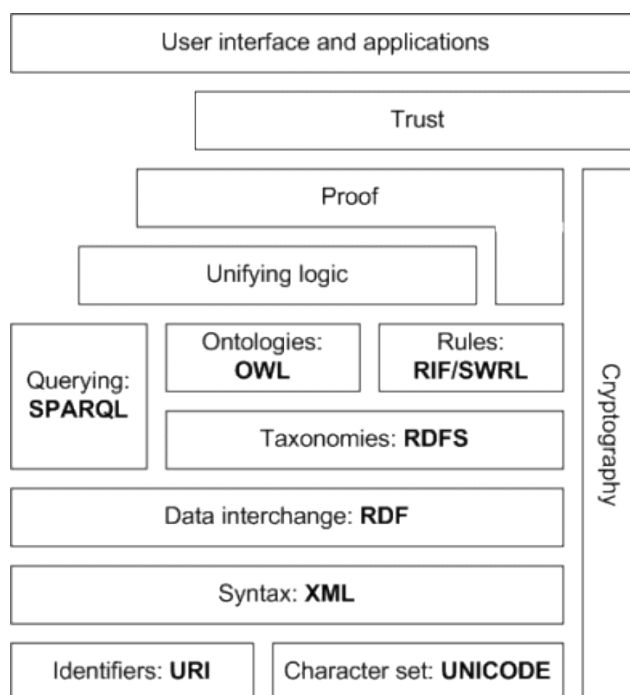 User interface and applications
Trust
Proof
Unifying logic
Querying:
SPARQL
Ontologies:
OWL
Rules:
RIF/SWRL
Taxonomies: RDFS
Cryptography
Data interchange: RDF
Syntax: XML
Identifiers: URI
Character set: UNICODE